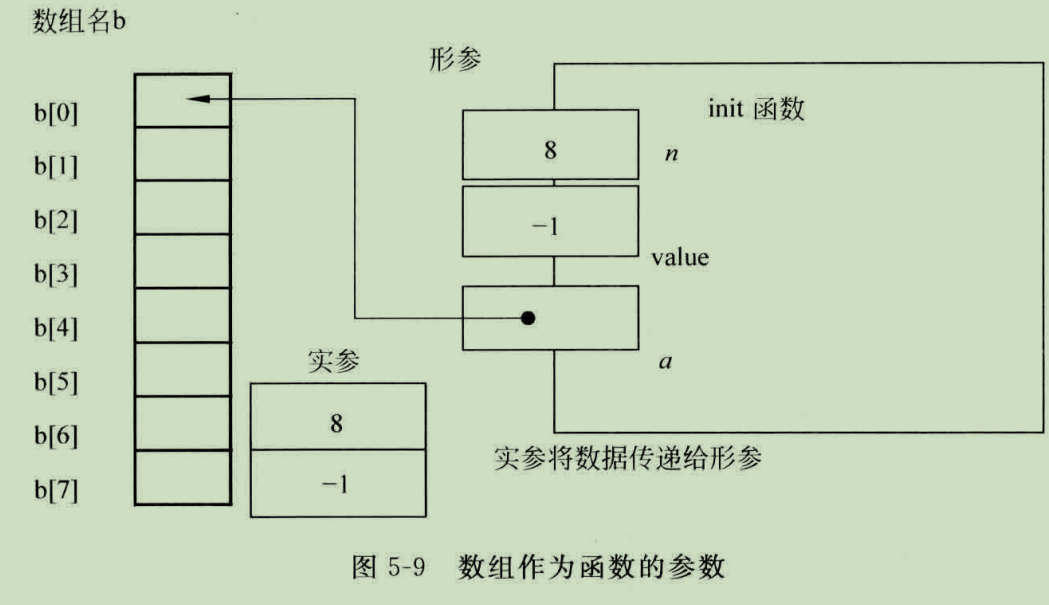 数组名b
形参
b[0]
init 函数
8
n
b[1]
b[2]
-1
value
b[3]
b[4]
a
实参
b[5]
8
b[6]
实参将数据传递给形参
-1
b[7]
图 5-9 数组作为函数的参数